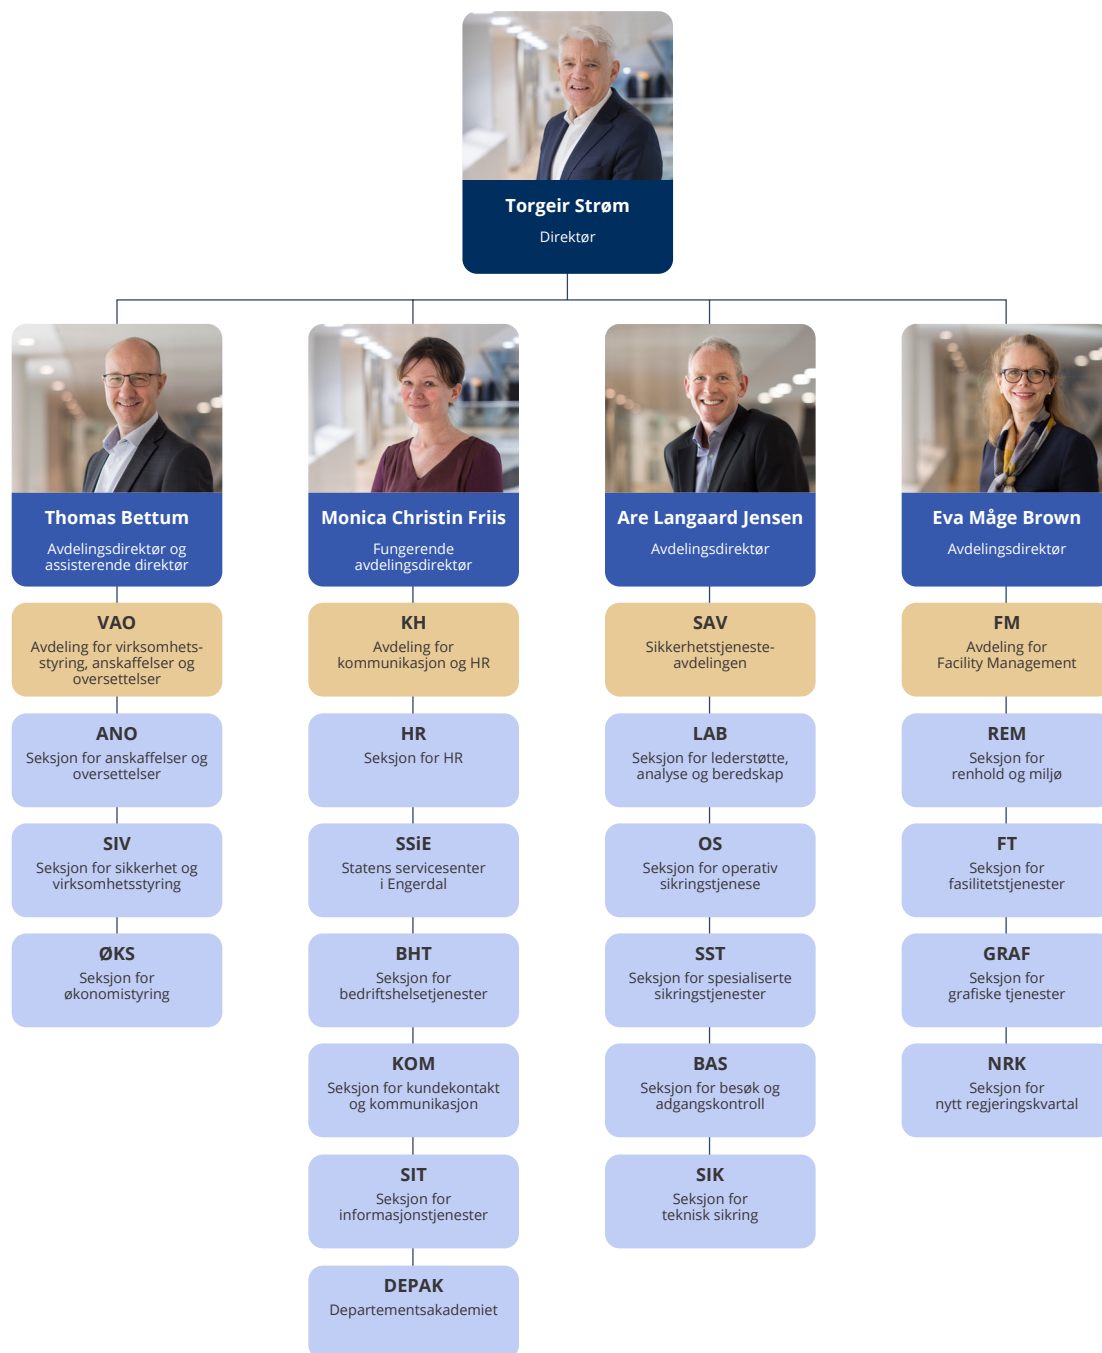 Torgeir Strøm
Direktør
Thomas Bettum
Avdelingsdirektør og
assisterende direktør
VAO
Avdeling for virksomhets-
styring, anskaffelser og
oversettelser
ANO
Seksjon for anskaffelser og
oversettelser
SIV
Seksjon for sikkerhet og
virksomhetsstyring
ØKS
Seksjon for
økonomistyring
Monica Christin Friis
Fungerende
avdelingsdirektør
KH
Avdeling for
kommunikasjon og HR
HR
Seksjon for HR
SSiE
Statens servicesenter
i Engerdal
BHT
Seksjon for
bedriftshelsetjenester
KOM
Seksjon for kundekontakt
og kommunikasjon
SIT
Seksjon for
informasjonstjenester
DEPAK
Departementsakademiet
Are Langaard Jensen
Avdelingsdirektør
SAV
Sikkerhetstjeneste-
avdelingen
LAB
Seksjon for lederstøtte,
analyse og beredskap
OS
Seksjon for operativ
sikringstjenese
SST
Seksjon for spesialiserte
sikringstjenester
BAS
Seksjon for besøk og
adgangskontroll
SIK
Seksjon for
teknisk sikring
Eva Måge Brown
Avdelingsdirektør
FM
Avdeling for
Facility Management
REM
Seksjon for
renhold og miljø
FT
Seksjon for
fasilitetstjenester
GRAF
Seksjon for
grafiske tjenester
NRK
Seksjon for
nytt regjeringskvartal